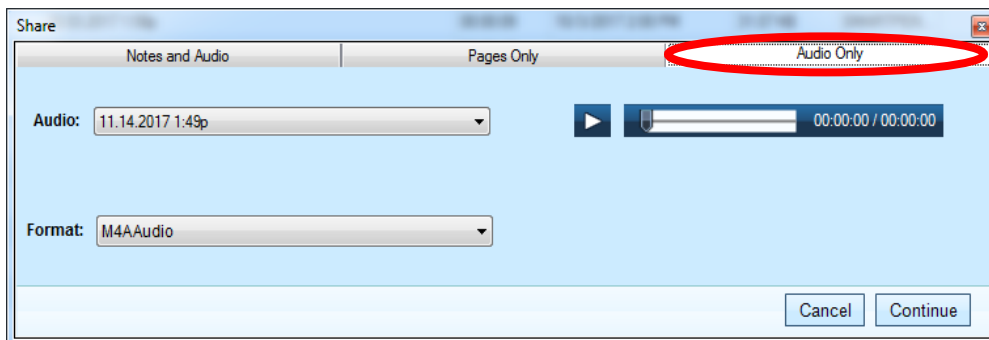 Share
Notes and Audio Pages Only Audio Only
Audio: 11.14.2017 1:49p 00:00:00 / 00:00:00
Format: M4AAudio
Cancel Continue